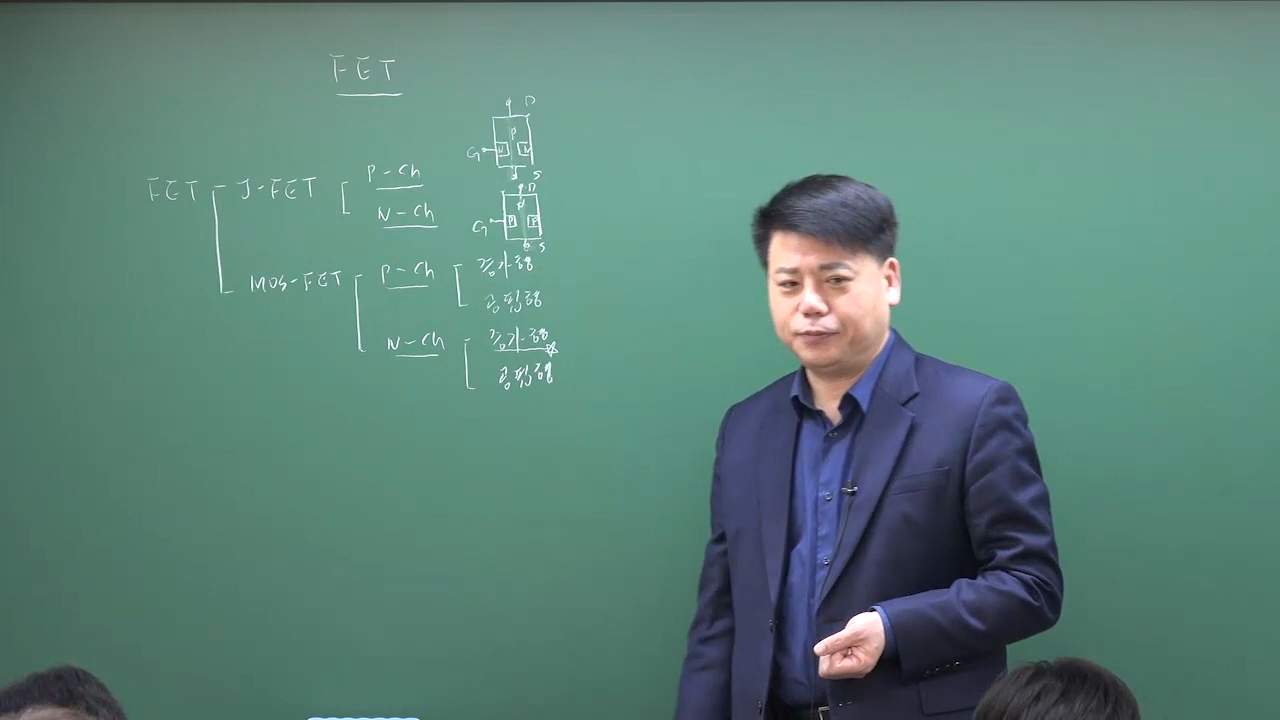 FET
D
P
G N N
S
FET J-FET P-Ch
N-Ch
D
G P P
S
MOS-FET P-Ch 증가형
공핍형
N-Ch 증가형
공핍형